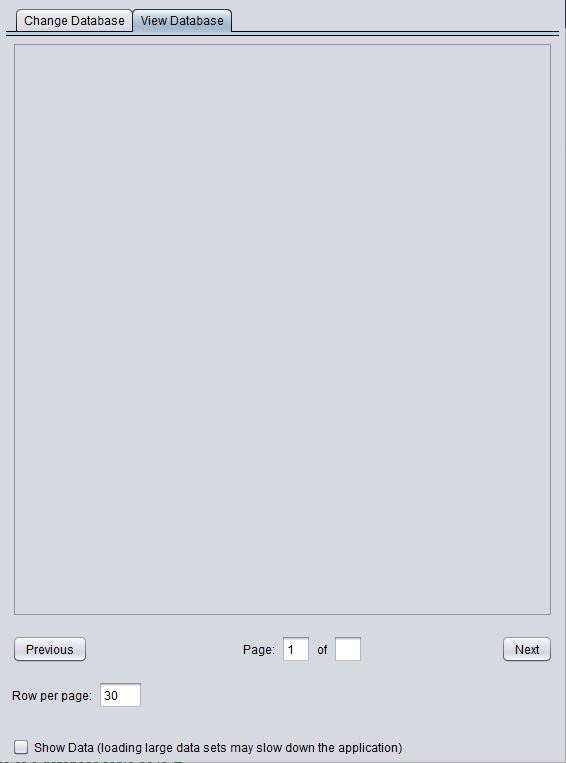 Change Database View Database
Previous Page: 1 of Next
Row per page: 30
Show Data (loading large data sets may slow down the application)